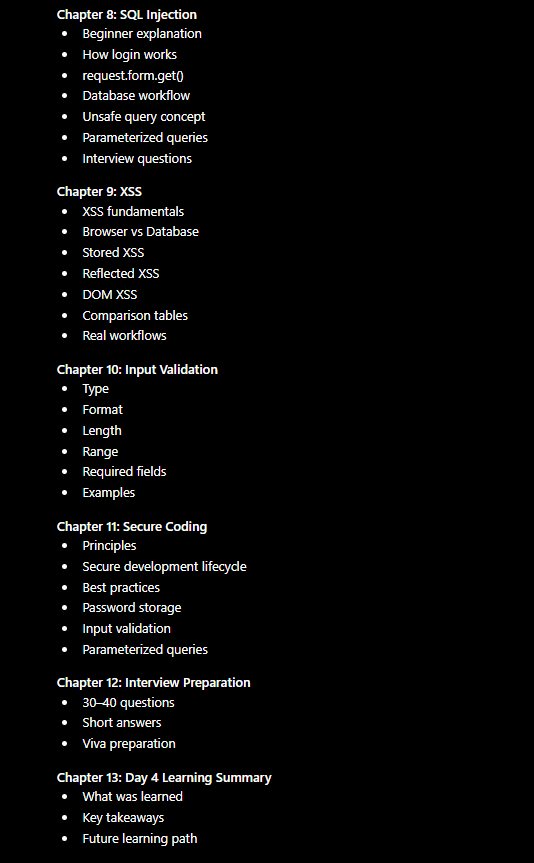 Chapter 8: SQL Injection
• Beginner explanation
• How login works
• request.form.get()
• Database workflow
• Unsafe query concept
• Parameterized queries
• Interview questions
Chapter 9: XSS
• XSS fundamentals
• Browser vs Database
• Stored XSS
• Reflected XSS
• DOM XSS
• Comparison tables
• Real workflows
Chapter 10: Input Validation
• Type
• Format
• Length
• Range
• Required fields
• Examples
Chapter 11: Secure Coding
• Principles
• Secure development lifecycle
• Best practices
• Password storage
• Input validation
• Parameterized queries
Chapter 12: Interview Preparation
• 30–40 questions
• Short answers
• Viva preparation
Chapter 13: Day 4 Learning Summary
• What was learned
• Key takeaways
• Future learning path